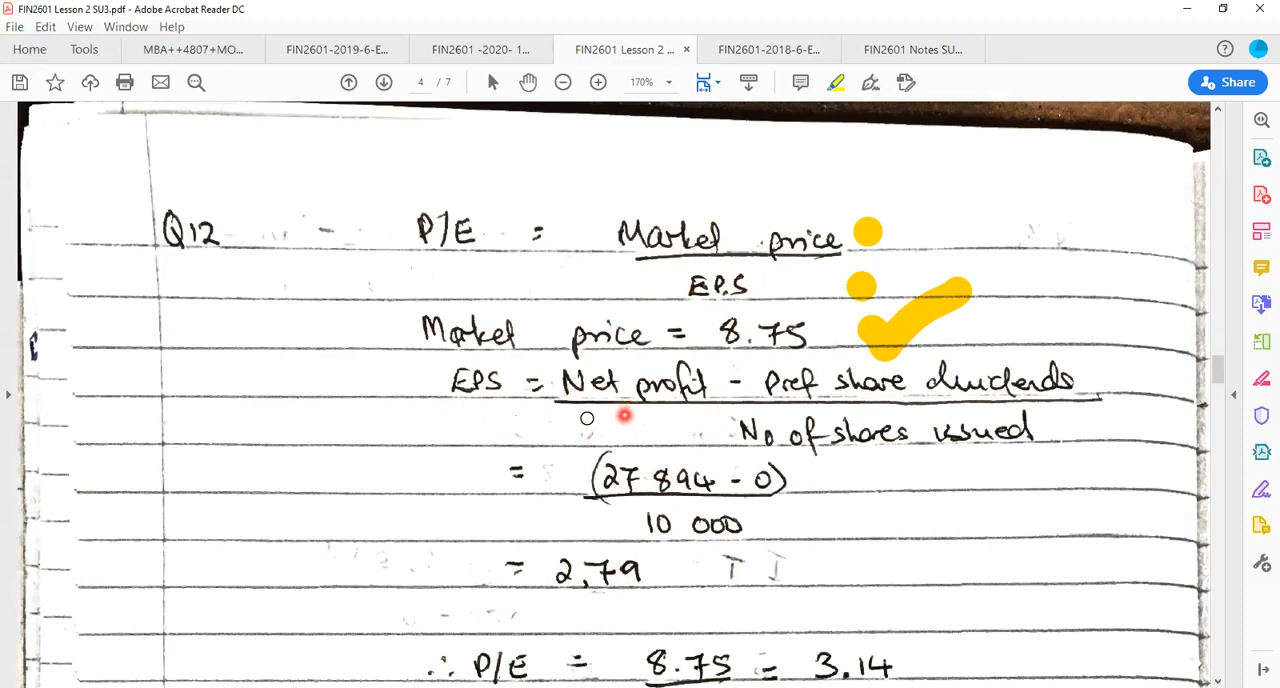 FIN2601 Lesson 2 SU3.pdf - Adobe Acrobat Reader DC
File Edit View Window Help
Home Tools MBA++4807+MO... FIN2601-2019-6-E... FIN2601 -2020- 1... FIN2601 Lesson 2 ... × FIN2601-2018-6-E... FIN2601 Notes SU...
4 / 7 170% Share
Q12 - P/E = Market price
EPS
Market price = 8.75
EPS = Net profit - Pref share dividends
No of shares issued
= (27 894 - 0)
10 000
= 2,79
∴ P/E = 8.75 = 3.14